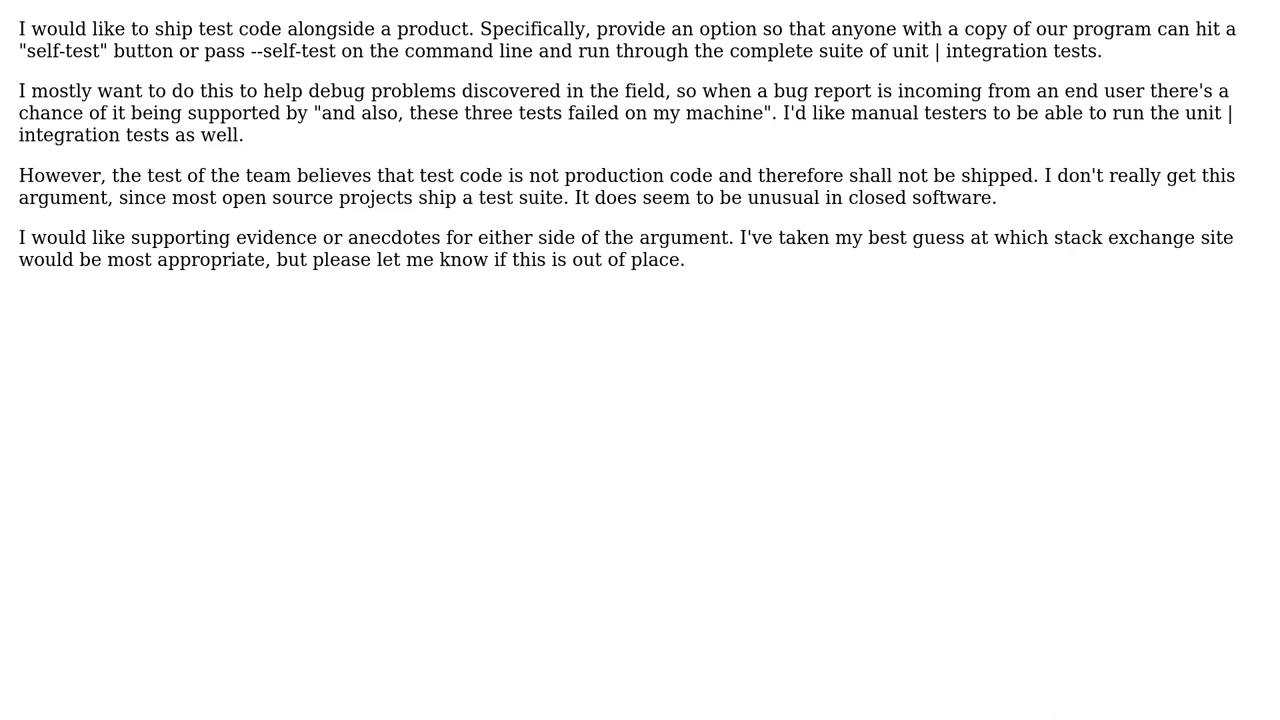 I would like to ship test code alongside a product. Specifically, provide an option so that anyone with a copy of our program can hit a
"self-test" button or pass --self-test on the command line and run through the complete suite of unit | integration tests.
I mostly want to do this to help debug problems discovered in the field, so when a bug report is incoming from an end user there's a
chance of it being supported by "and also, these three tests failed on my machine". I'd like manual testers to be able to run the unit |
integration tests as well.
However, the test of the team believes that test code is not production code and therefore shall not be shipped. I don't really get this
argument, since most open source projects ship a test suite. It does seem to be unusual in closed software.
I would like supporting evidence or anecdotes for either side of the argument. I've taken my best guess at which stack exchange site
would be most appropriate, but please let me know if this is out of place.